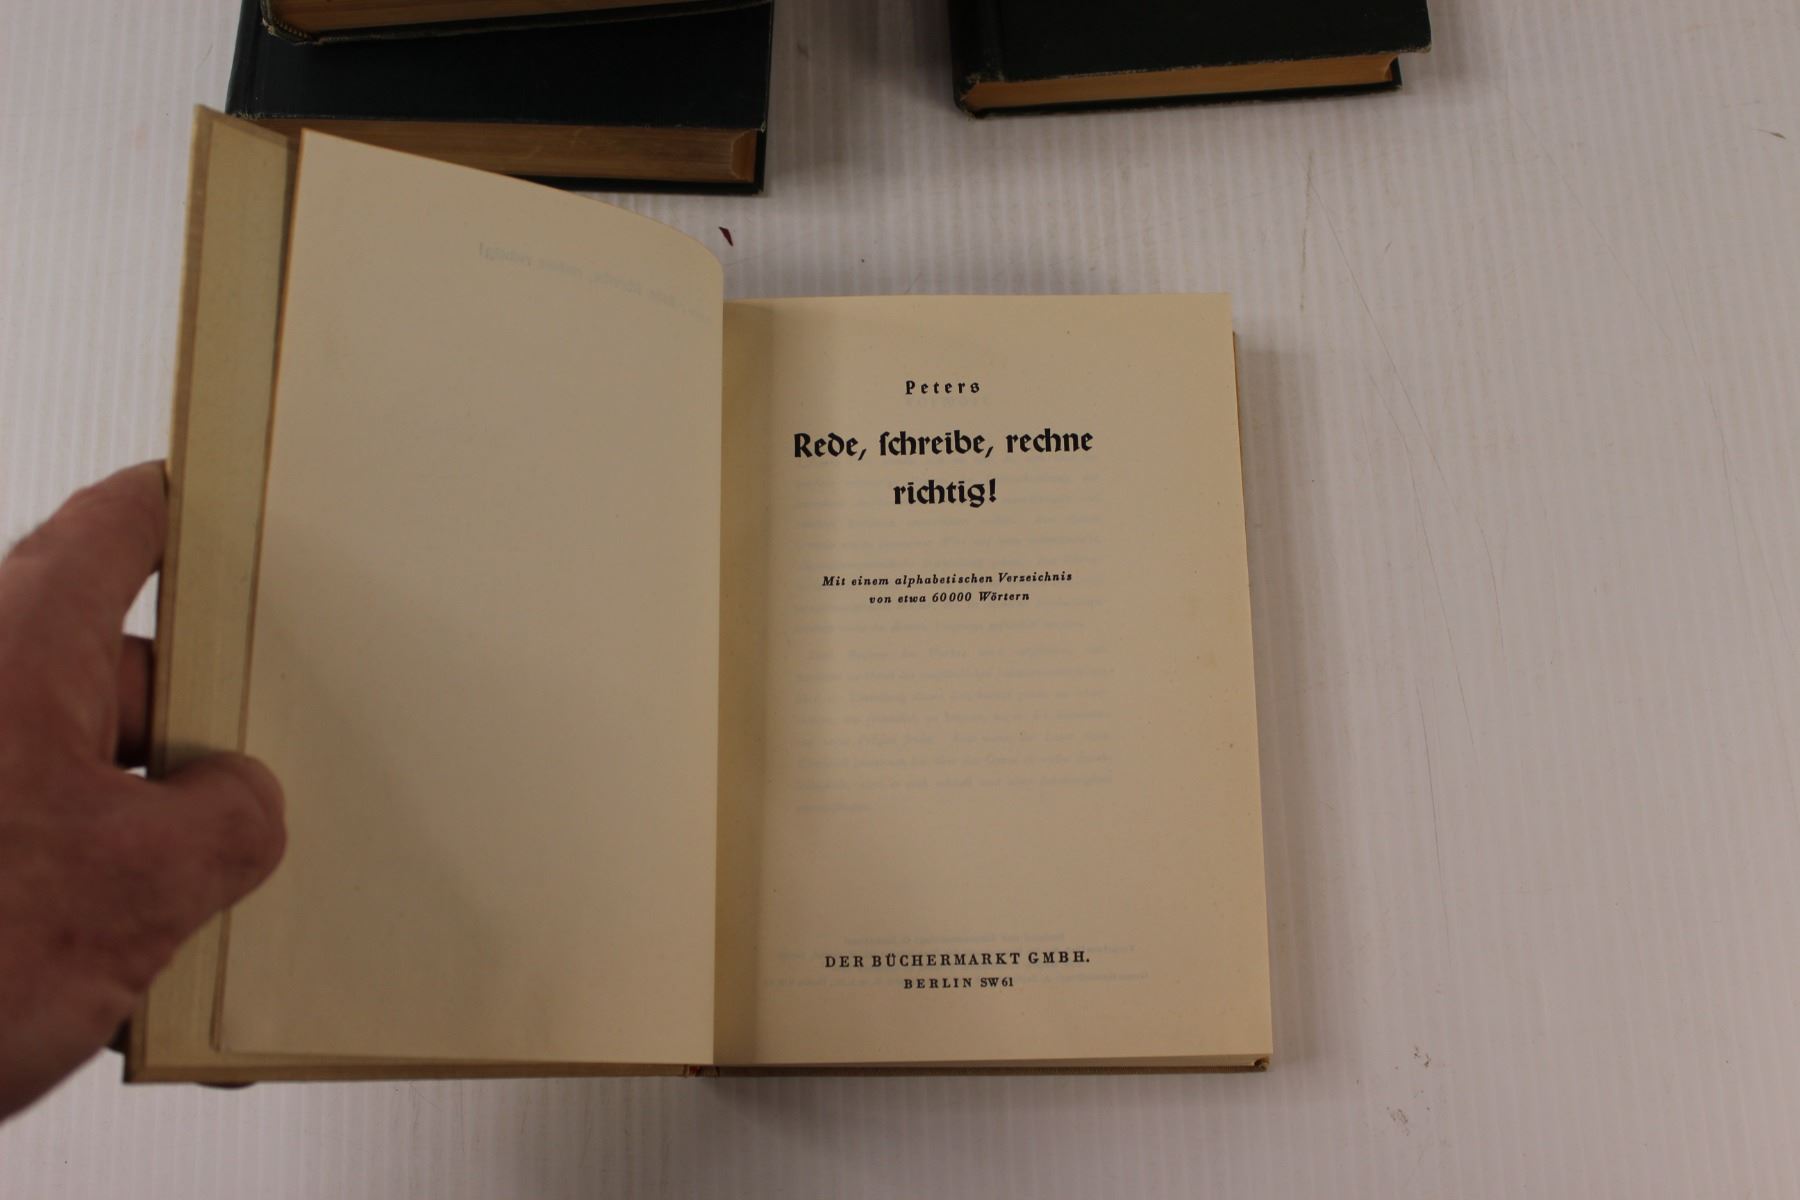 Peters
Rede, ſchreibe, rechne
richtig!
Mit einem alphabetischen Verzeichnis
von etwa 60000 Wörtern
DER BÜCHERMARKT GMBH.
BERLIN SW61